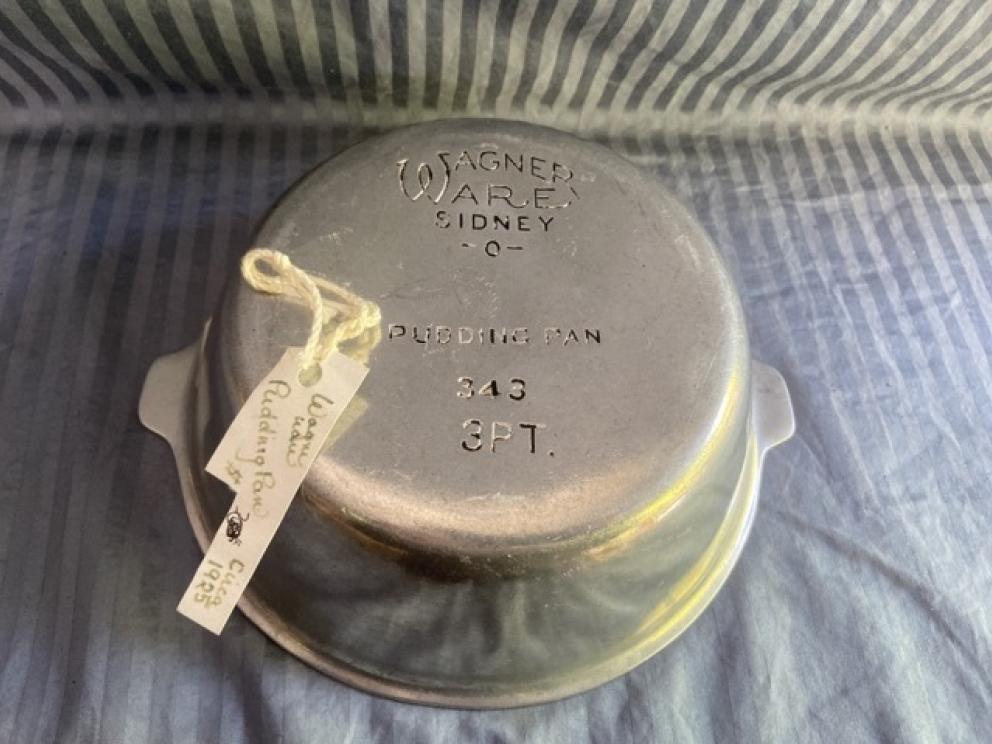 WAGNER
WARE
SIDNEY
-O-
PUDDING PAN
343
3PT.
Wagner
Ware
Pudding Pan
Circa
1925